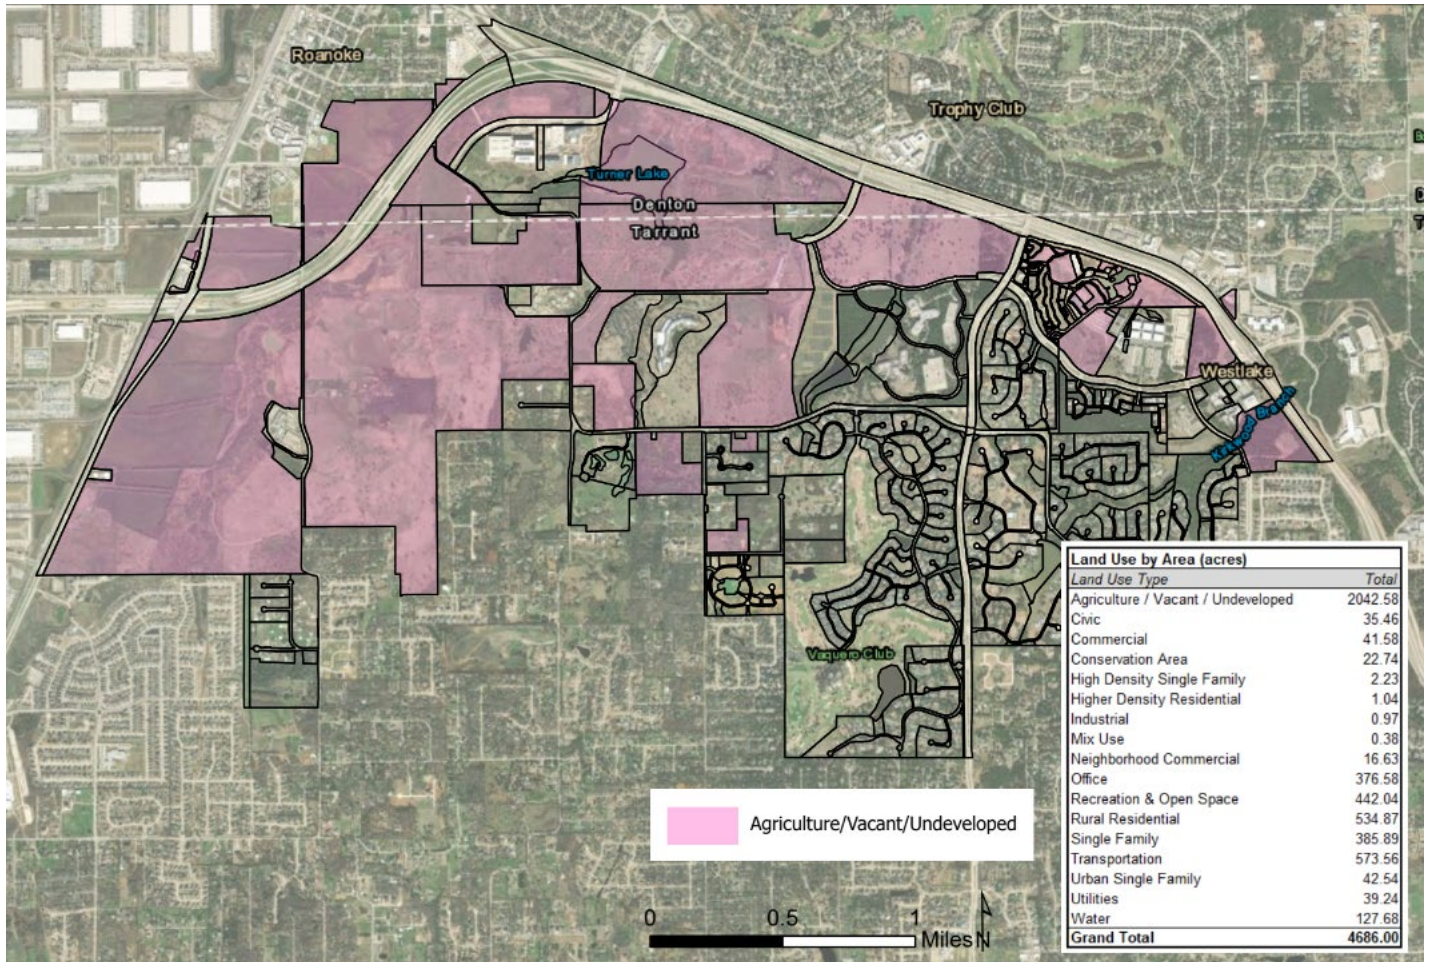 Roanoke
Trophy Club
Turner Lake
Denton
Tarrant
Westlake
Kirkwood Branch
Vaquero Club
Agriculture/Vacant/Undeveloped
0 0.5 1
Miles N
Land Use by Area (acres)
Land Use Type Total
Agriculture / Vacant / Undeveloped 2042.58
Civic 35.46
Commercial 41.58
Conservation Area 22.74
High Density Single Family 2.23
Higher Density Residential 1.04
Industrial 0.97
Mix Use 0.38
Neighborhood Commercial 16.63
Office 376.58
Recreation & Open Space 442.04
Rural Residential 534.87
Single Family 385.89
Transportation 573.56
Urban Single Family 42.54
Utilities 39.24
Water 127.68
Grand Total 4686.00